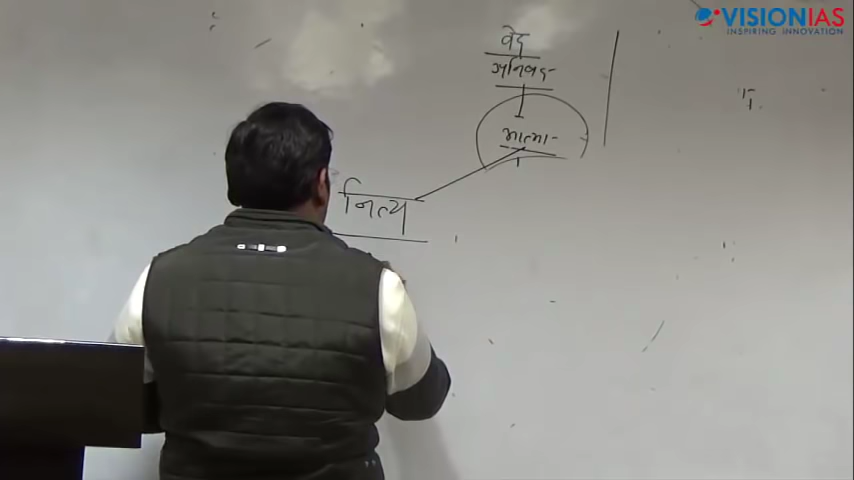 VISIONIAS
INSPIRING INNOVATION
वेद
उपनिषद
आत्मा-
नित्य